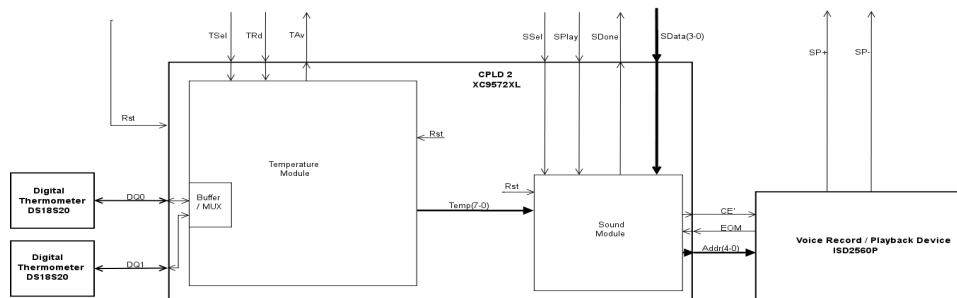 TSel
TRd
TAv
SSel
SPlay
SDone
SData(3-0)
SP+
SP-
CPLD 2
XC9572XL
Rst
Rst
Temperature
Module
Digital
Thermometer
DS18S20
DQ0
Buffer
/ MUX
Rst
Temp(7-0)
Sound
Module
CE'
EOM
Addr(4-0)
Voice Record / Playback Device
ISD2560P
Digital
Thermometer
DS18S20
DQ1